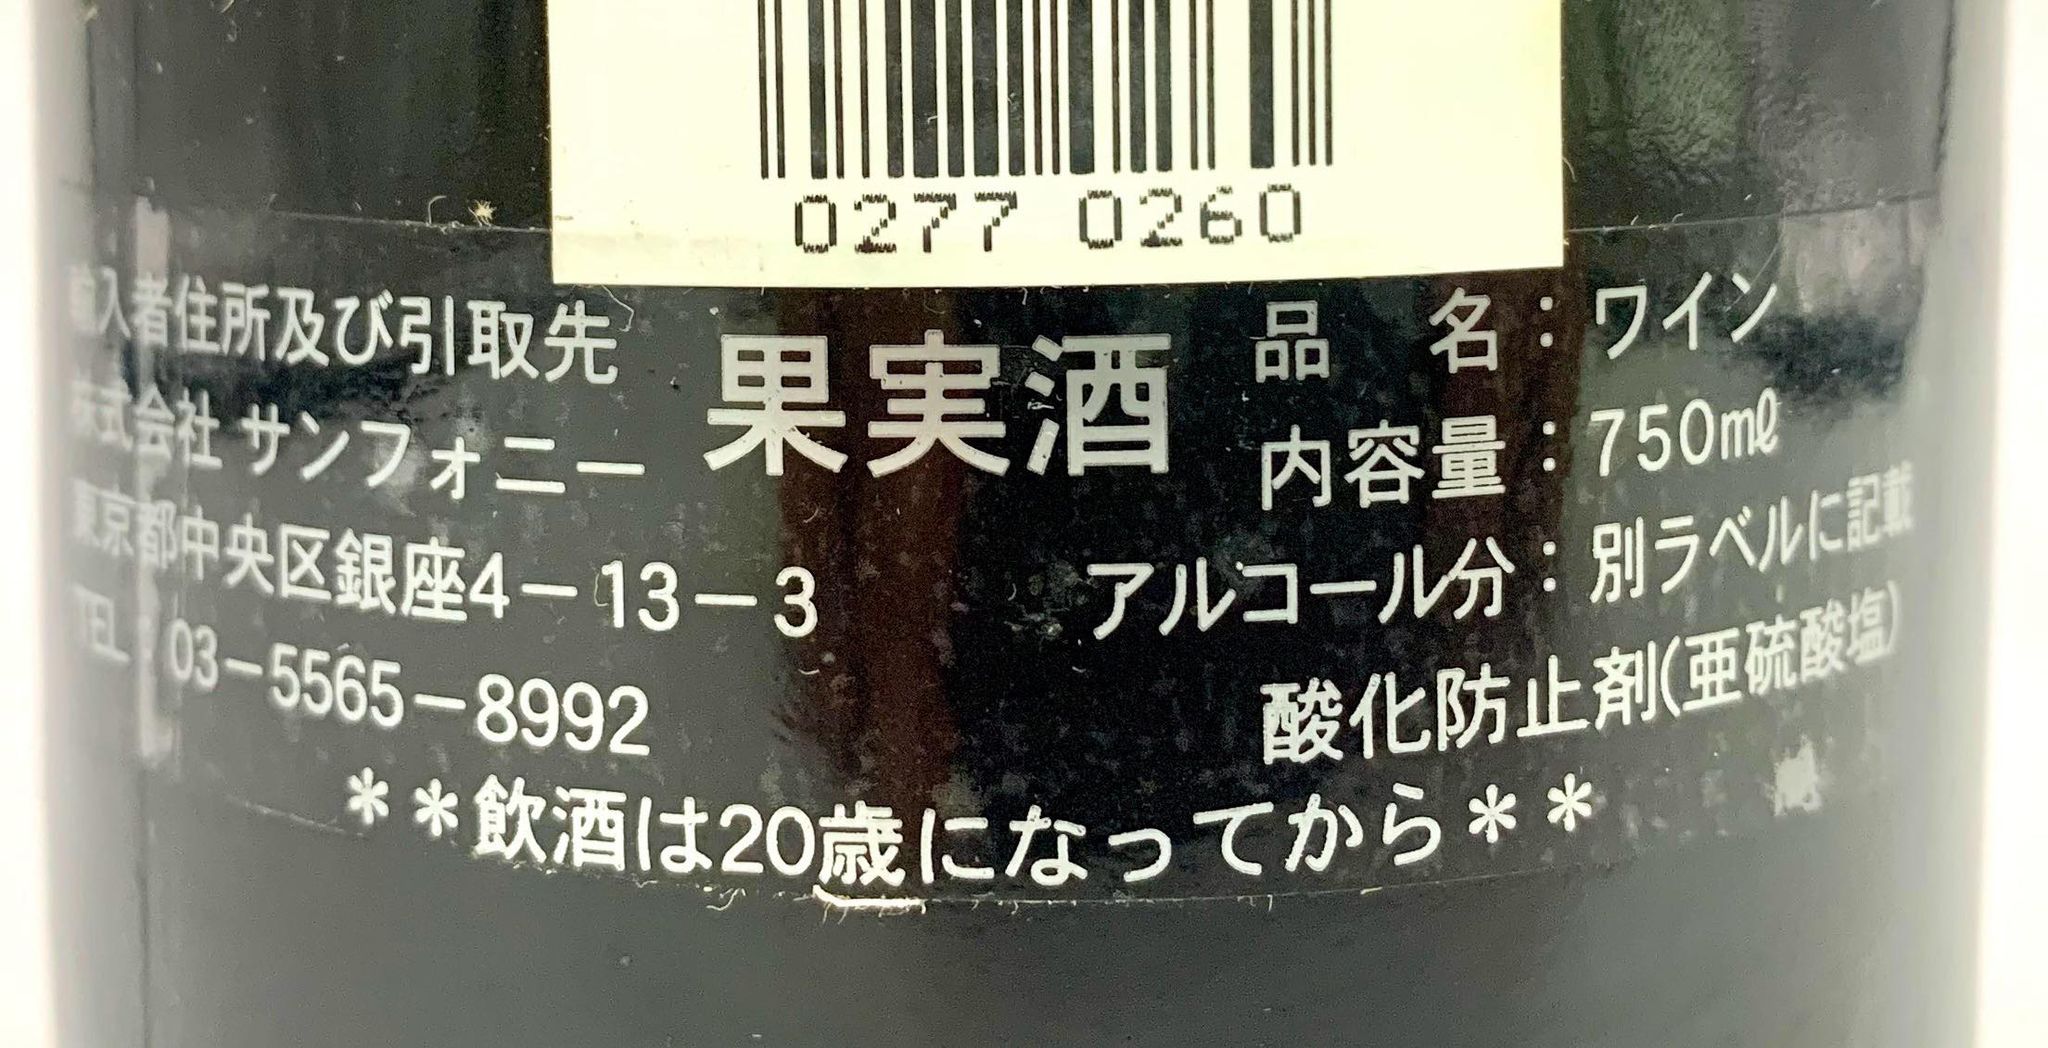 0277 0260
輸入者住所及び引取先
株式会社 サンフォニー
東京都中央区銀座4-13-3
TEL 03-5565-8992
果実酒
品 名:ワイン
内容量:750mℓ
アルコール分:別ラベルに記載
酸化防止剤(亜硫酸塩)
**飲酒は20歳になってから**